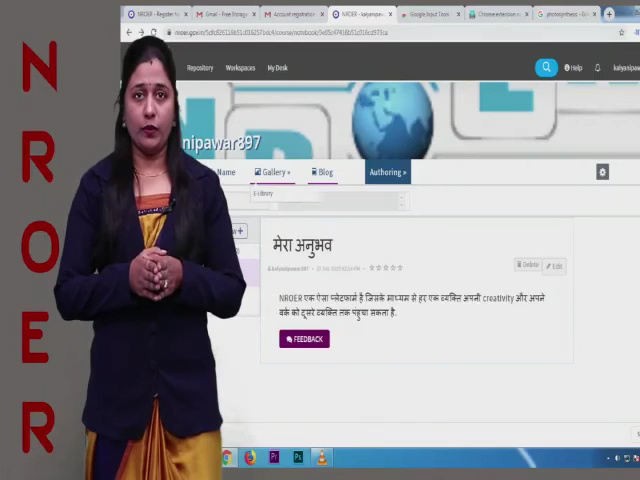 N
R
O
E
R
NROER - Register N
Gmail - Free Storage
Account registration
NROER - kalyanipaw
Google Input Tools
Chrome extension
photosynthesis - G
Repository
Workspaces
My Desk
Help
kalyanipaw
nipawar897
Name
Gallery
Blog
Authoring »
E-Library
मेरा अनुभव
Delete
Edit
NROER एक ऐसा प्लेटफार्म है जिसके माध्यम से हर एक व्यक्ति अपनी creativity और अपने
वर्क को दूसरे व्यक्ति तक पंहुचा सकता है.
FEEDBACK